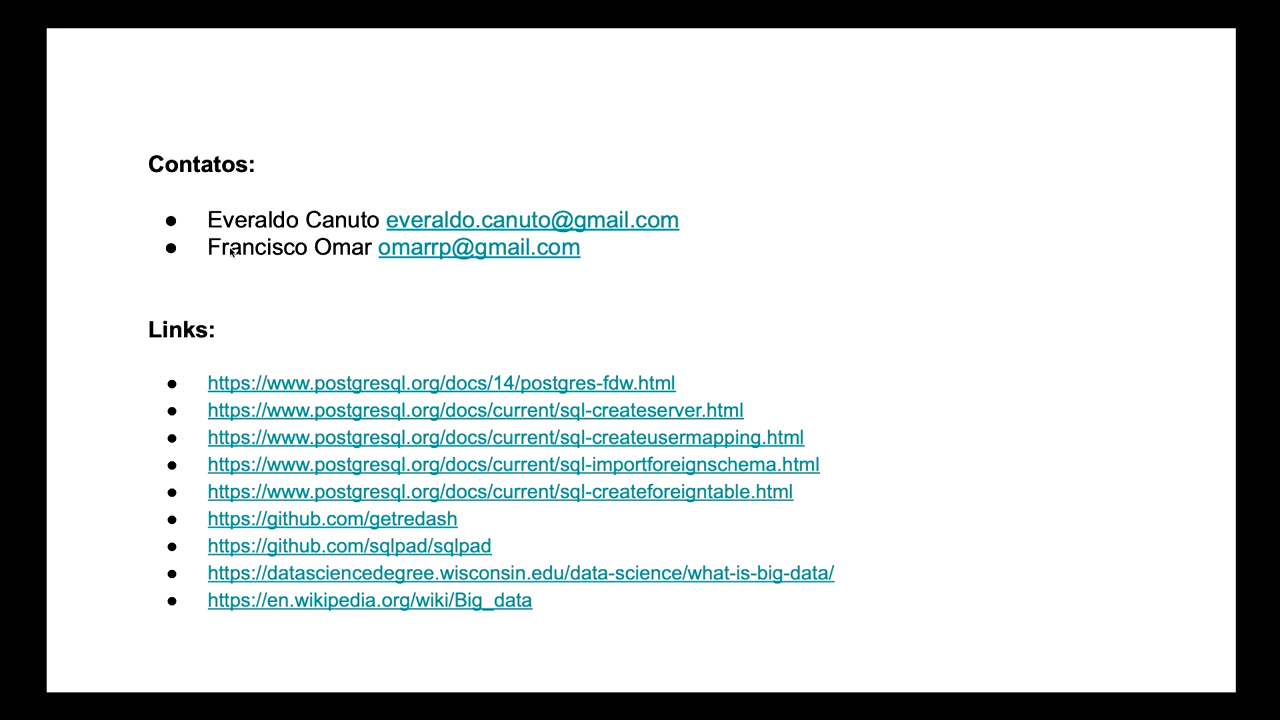 Contatos:
● Everaldo Canuto everaldo.canuto@gmail.com
● Francisco Omar omarrp@gmail.com
Links:
● https://www.postgresql.org/docs/14/postgres-fdw.html
● https://www.postgresql.org/docs/current/sql-createserver.html
● https://www.postgresql.org/docs/current/sql-createusermapping.html
● https://www.postgresql.org/docs/current/sql-importforeignschema.html
● https://www.postgresql.org/docs/current/sql-createforeigntable.html
● https://github.com/getredash
● https://github.com/sqlpad/sqlpad
● https://datasciencedegree.wisconsin.edu/data-science/what-is-big-data/
● https://en.wikipedia.org/wiki/Big_data